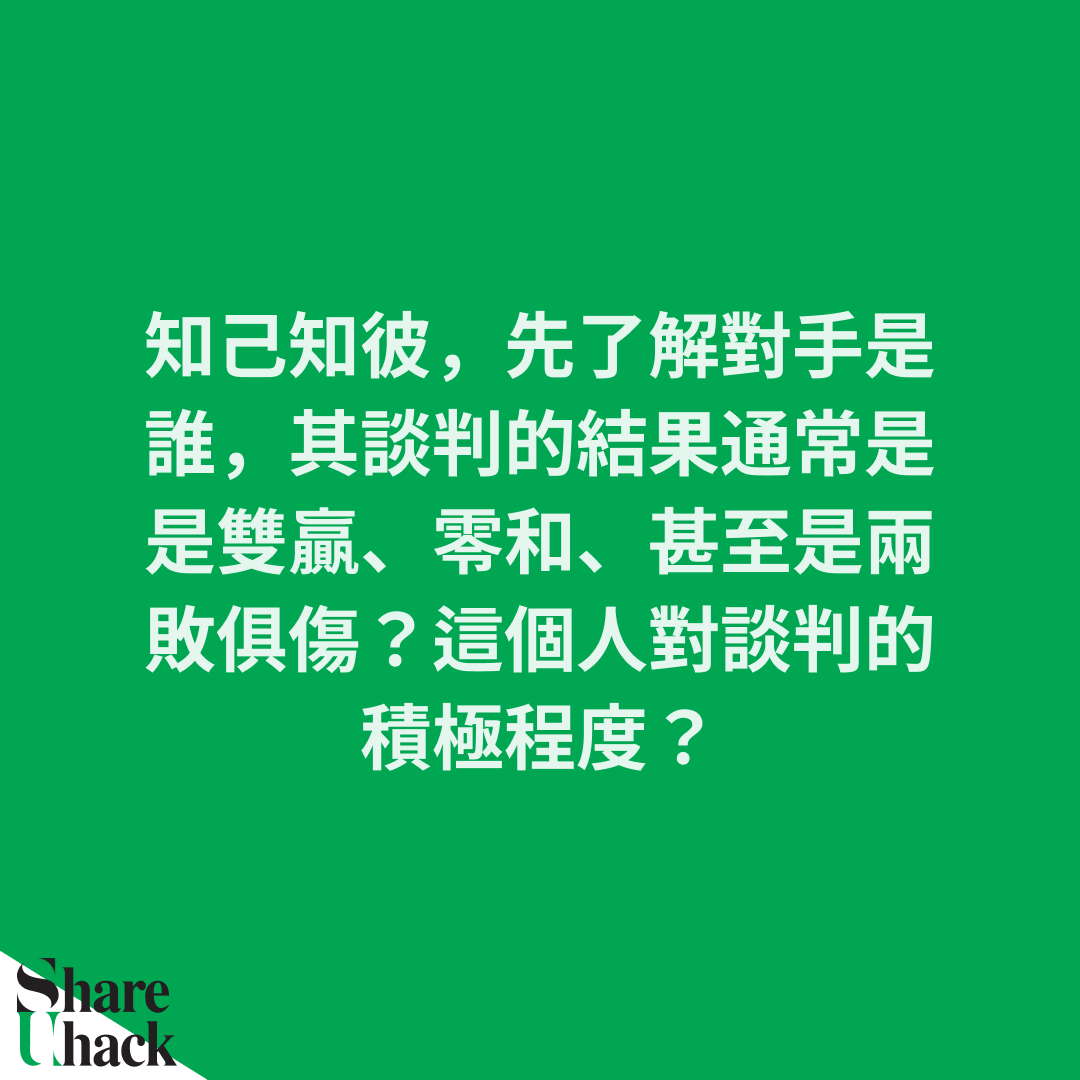 知己知彼，先了解對手是
誰，其談判的結果通常是
是雙贏、零和、甚至是兩
敗俱傷？這個人對談判的
積極程度？
Share
Uhack